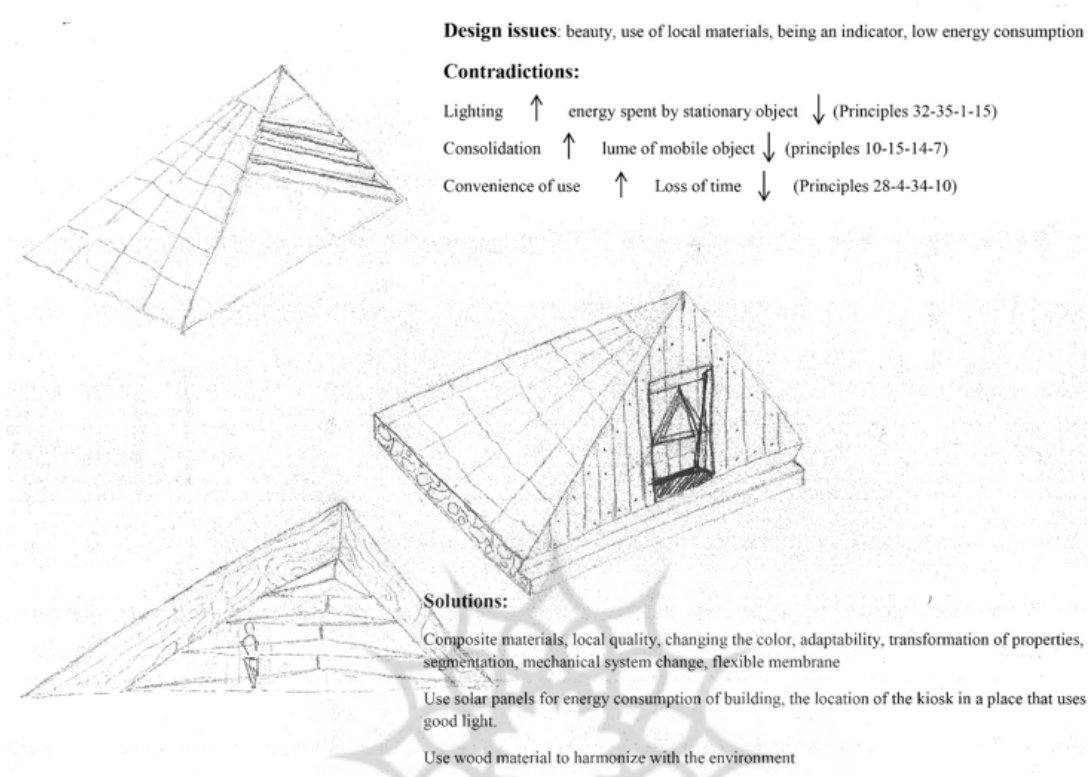 Design issues: beauty, use of local materials, being an indicator, low energy consumption
Contradictions:
Lighting ↑ energy spent by stationary object ↓ (Principles 32-35-1-15)
Consolidation ↑ lume of mobile object ↓ (principles 10-15-14-7)
Convenience of use ↑ Loss of time ↓ (Principles 28-4-34-10)
Solutions:
Composite materials, local quality, changing the color, adaptability, transformation of properties,
segmentation, mechanical system change, flexible membrane
Use solar panels for energy consumption of building, the location of the kiosk in a place that uses
good light.
Use wood material to harmonize with the environment